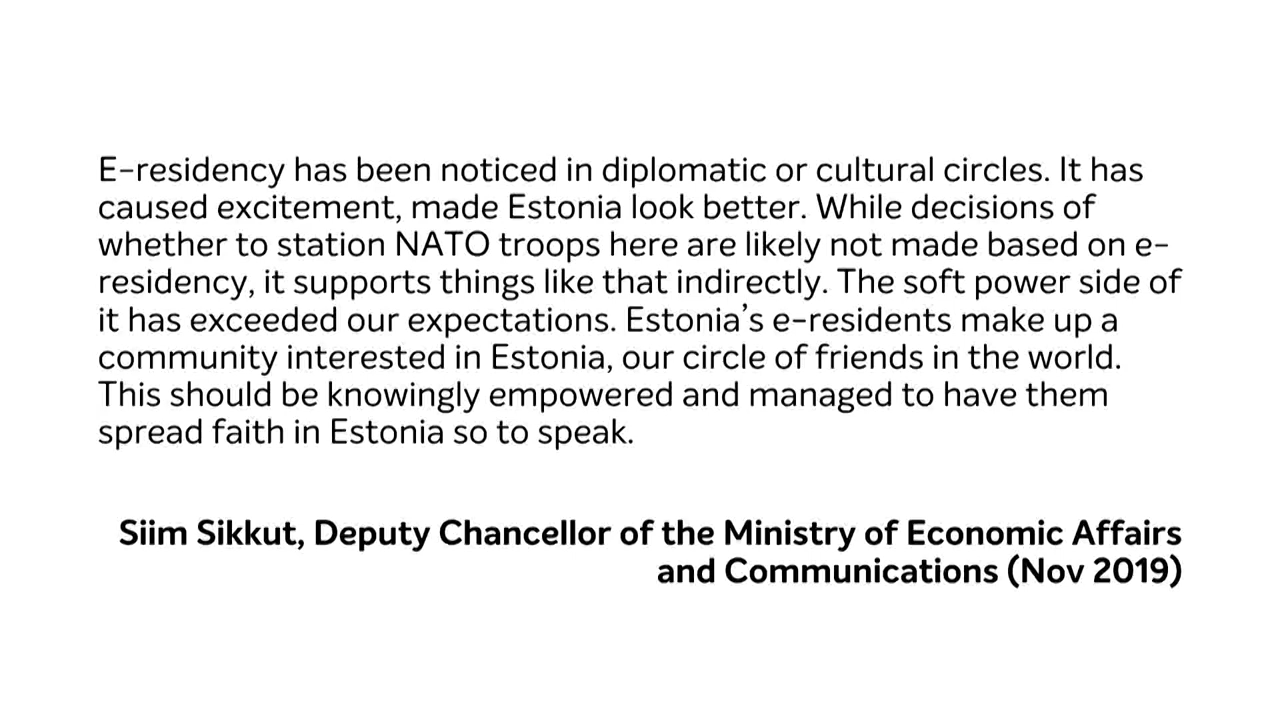 E-residency has been noticed in diplomatic or cultural circles. It has
caused excitement, made Estonia look better. While decisions of
whether to station NATO troops here are likely not made based on e-
residency, it supports things like that indirectly. The soft power side of
it has exceeded our expectations. Estonia’s e-residents make up a
community interested in Estonia, our circle of friends in the world.
This should be knowingly empowered and managed to have them
spread faith in Estonia so to speak.
Siim Sikkut, Deputy Chancellor of the Ministry of Economic Affairs
and Communications (Nov 2019)